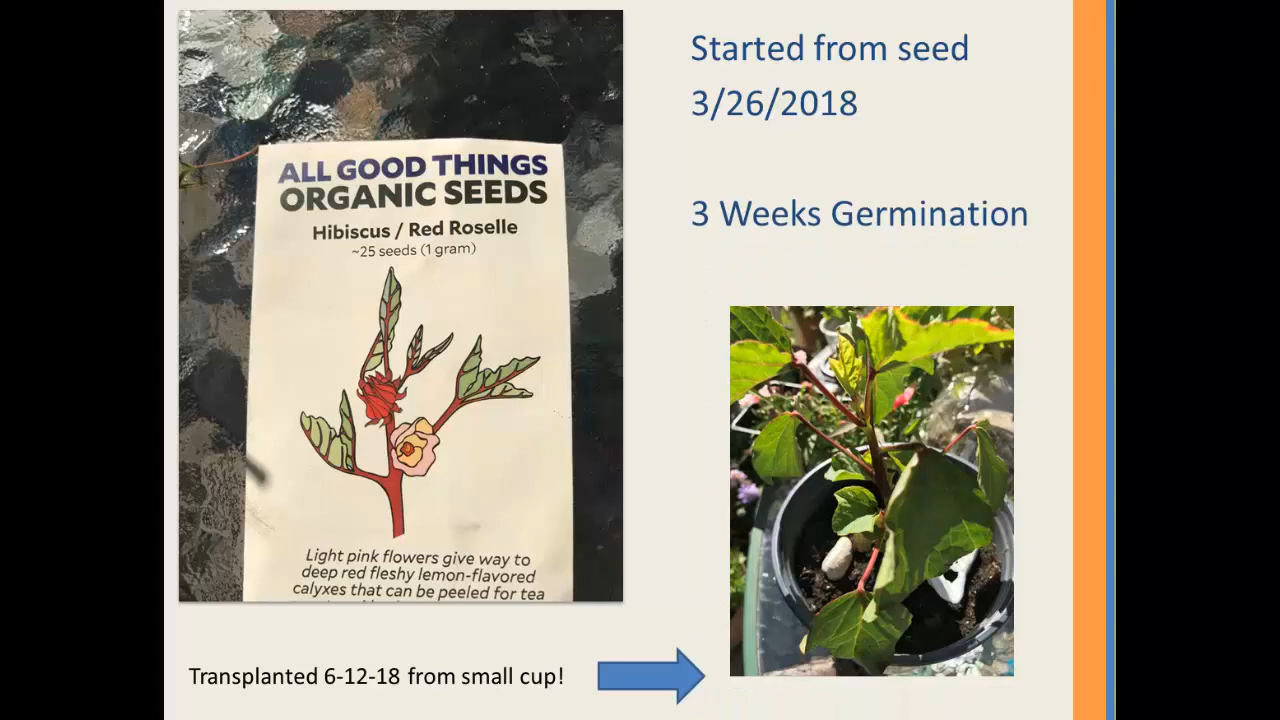 Started from seed
3/26/2018
3 Weeks Germination
ALL GOOD THINGS
ORGANIC SEEDS
Hibiscus / Red Roselle
~25 seeds (1 gram)
Light pink flowers give way to
deep red fleshy lemon-flavored
calyxes that can be peeled for tea
Transplanted 6-12-18 from small cup!